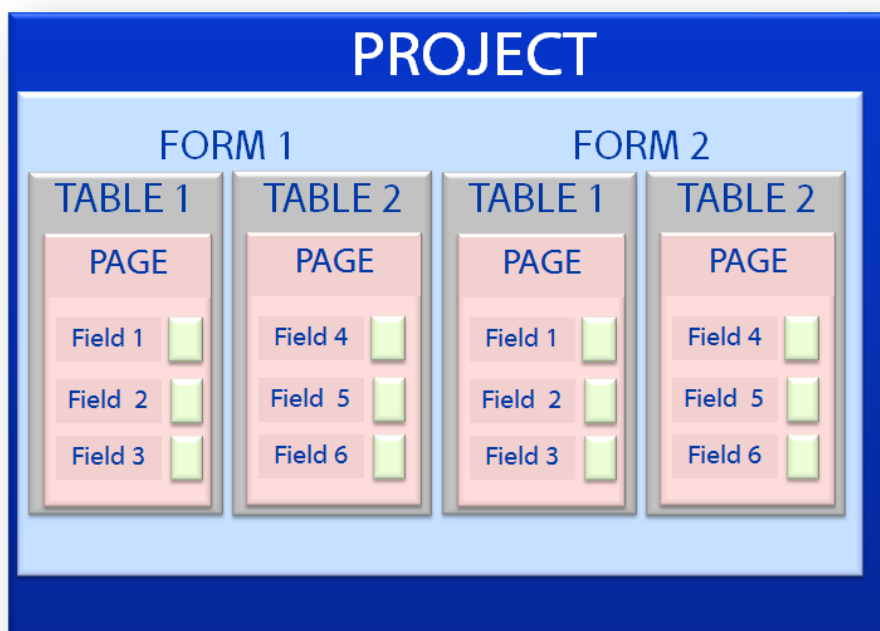 PROJECT
FORM 1
FORM 2
TABLE 1
TABLE 2
TABLE 1
TABLE 2
PAGE
PAGE
PAGE
PAGE
Field 1
Field 4
Field 1
Field 4
Field 2
Field 5
Field 2
Field 5
Field 3
Field 6
Field 3
Field 6